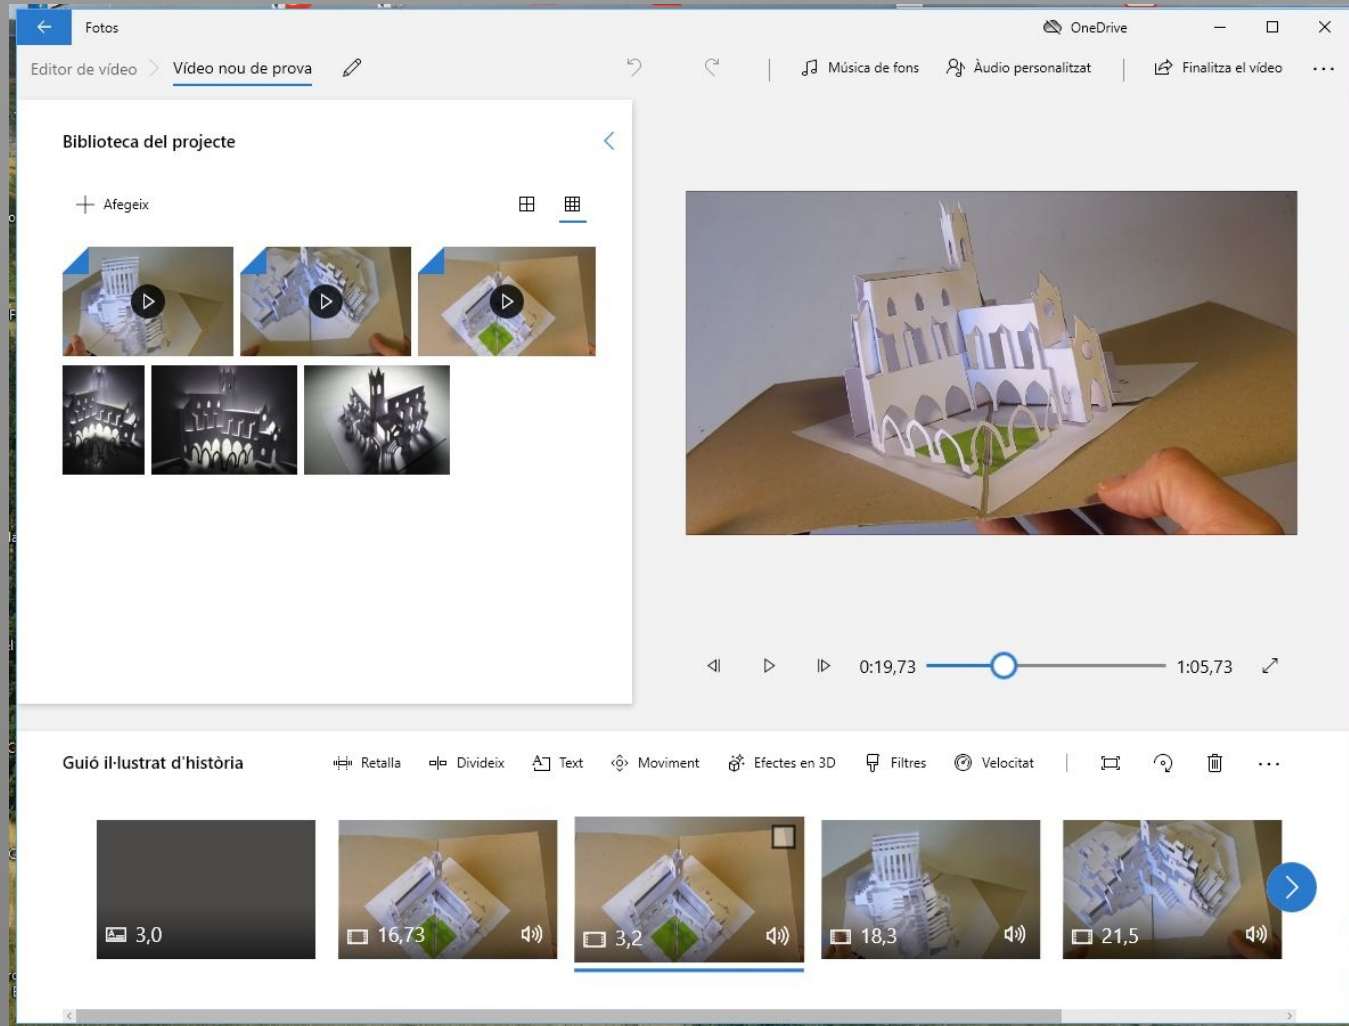 Fotos
OneDrive
Editor de vídeo
Vídeo nou de prova
Música de fons
Àudio personalitzat
Finalitza el vídeo
Biblioteca del projecte
Afegeix
0:19,73
1:05,73
Guió il·lustrat d'història
Retalla
Divideix
Text
Moviment
Efectes en 3D
Filtres
Velocitat
3,0
16,73
3,2
18,3
21,5